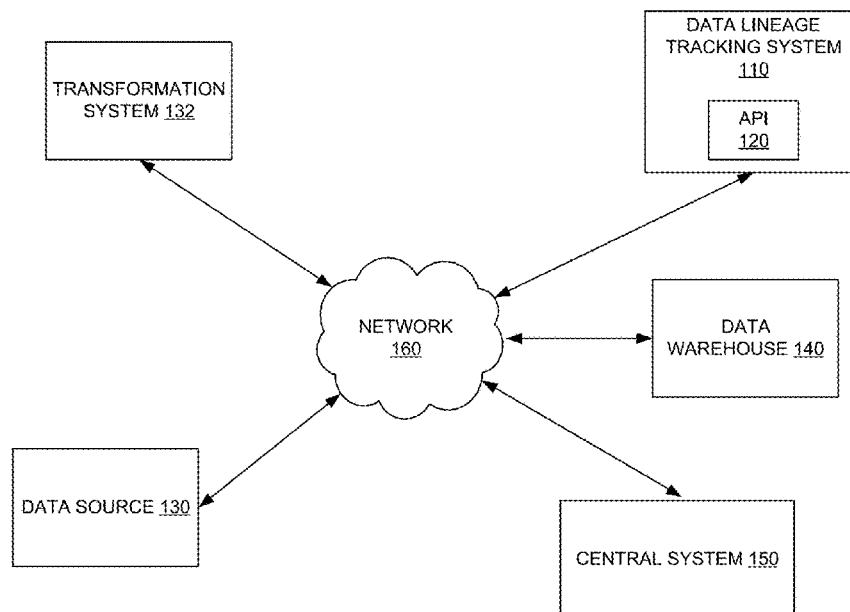 TRANSFORMATION
SYSTEM 132
DATA LINEAGE
TRACKING SYSTEM
110
API
120
NETWORK
160
DATA
WAREHOUSE 140
DATA SOURCE 130
CENTRAL SYSTEM 150